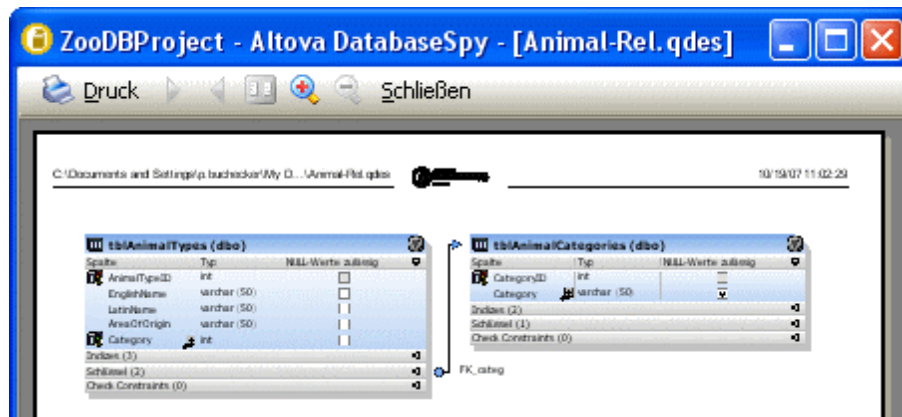 ZooDBProject - Altova DatabaseSpy - [Animal-Rel.qdes]
Druck Schließen
C:\Documents and Settings\p.buchecker\My D...\Animal-Rel.qdes 10/19/07 11:02:29
tblAnimalTypes (dbo)
Spalte Typ NULL-Werte zulässig
AnimalTypeID int
EnglishName varchar (50)
LatinName varchar (50)
AreaOfOrigin varchar (50)
Category int
Indizes (3)
Schlüssel (2)
Check Constraints (0)
tblAnimalCategories (dbo)
Spalte Typ NULL-Werte zulässig
CategoryID int
Category varchar (50)
Indizes (2)
Schlüssel (1)
Check Constraints (0)
FK_categ